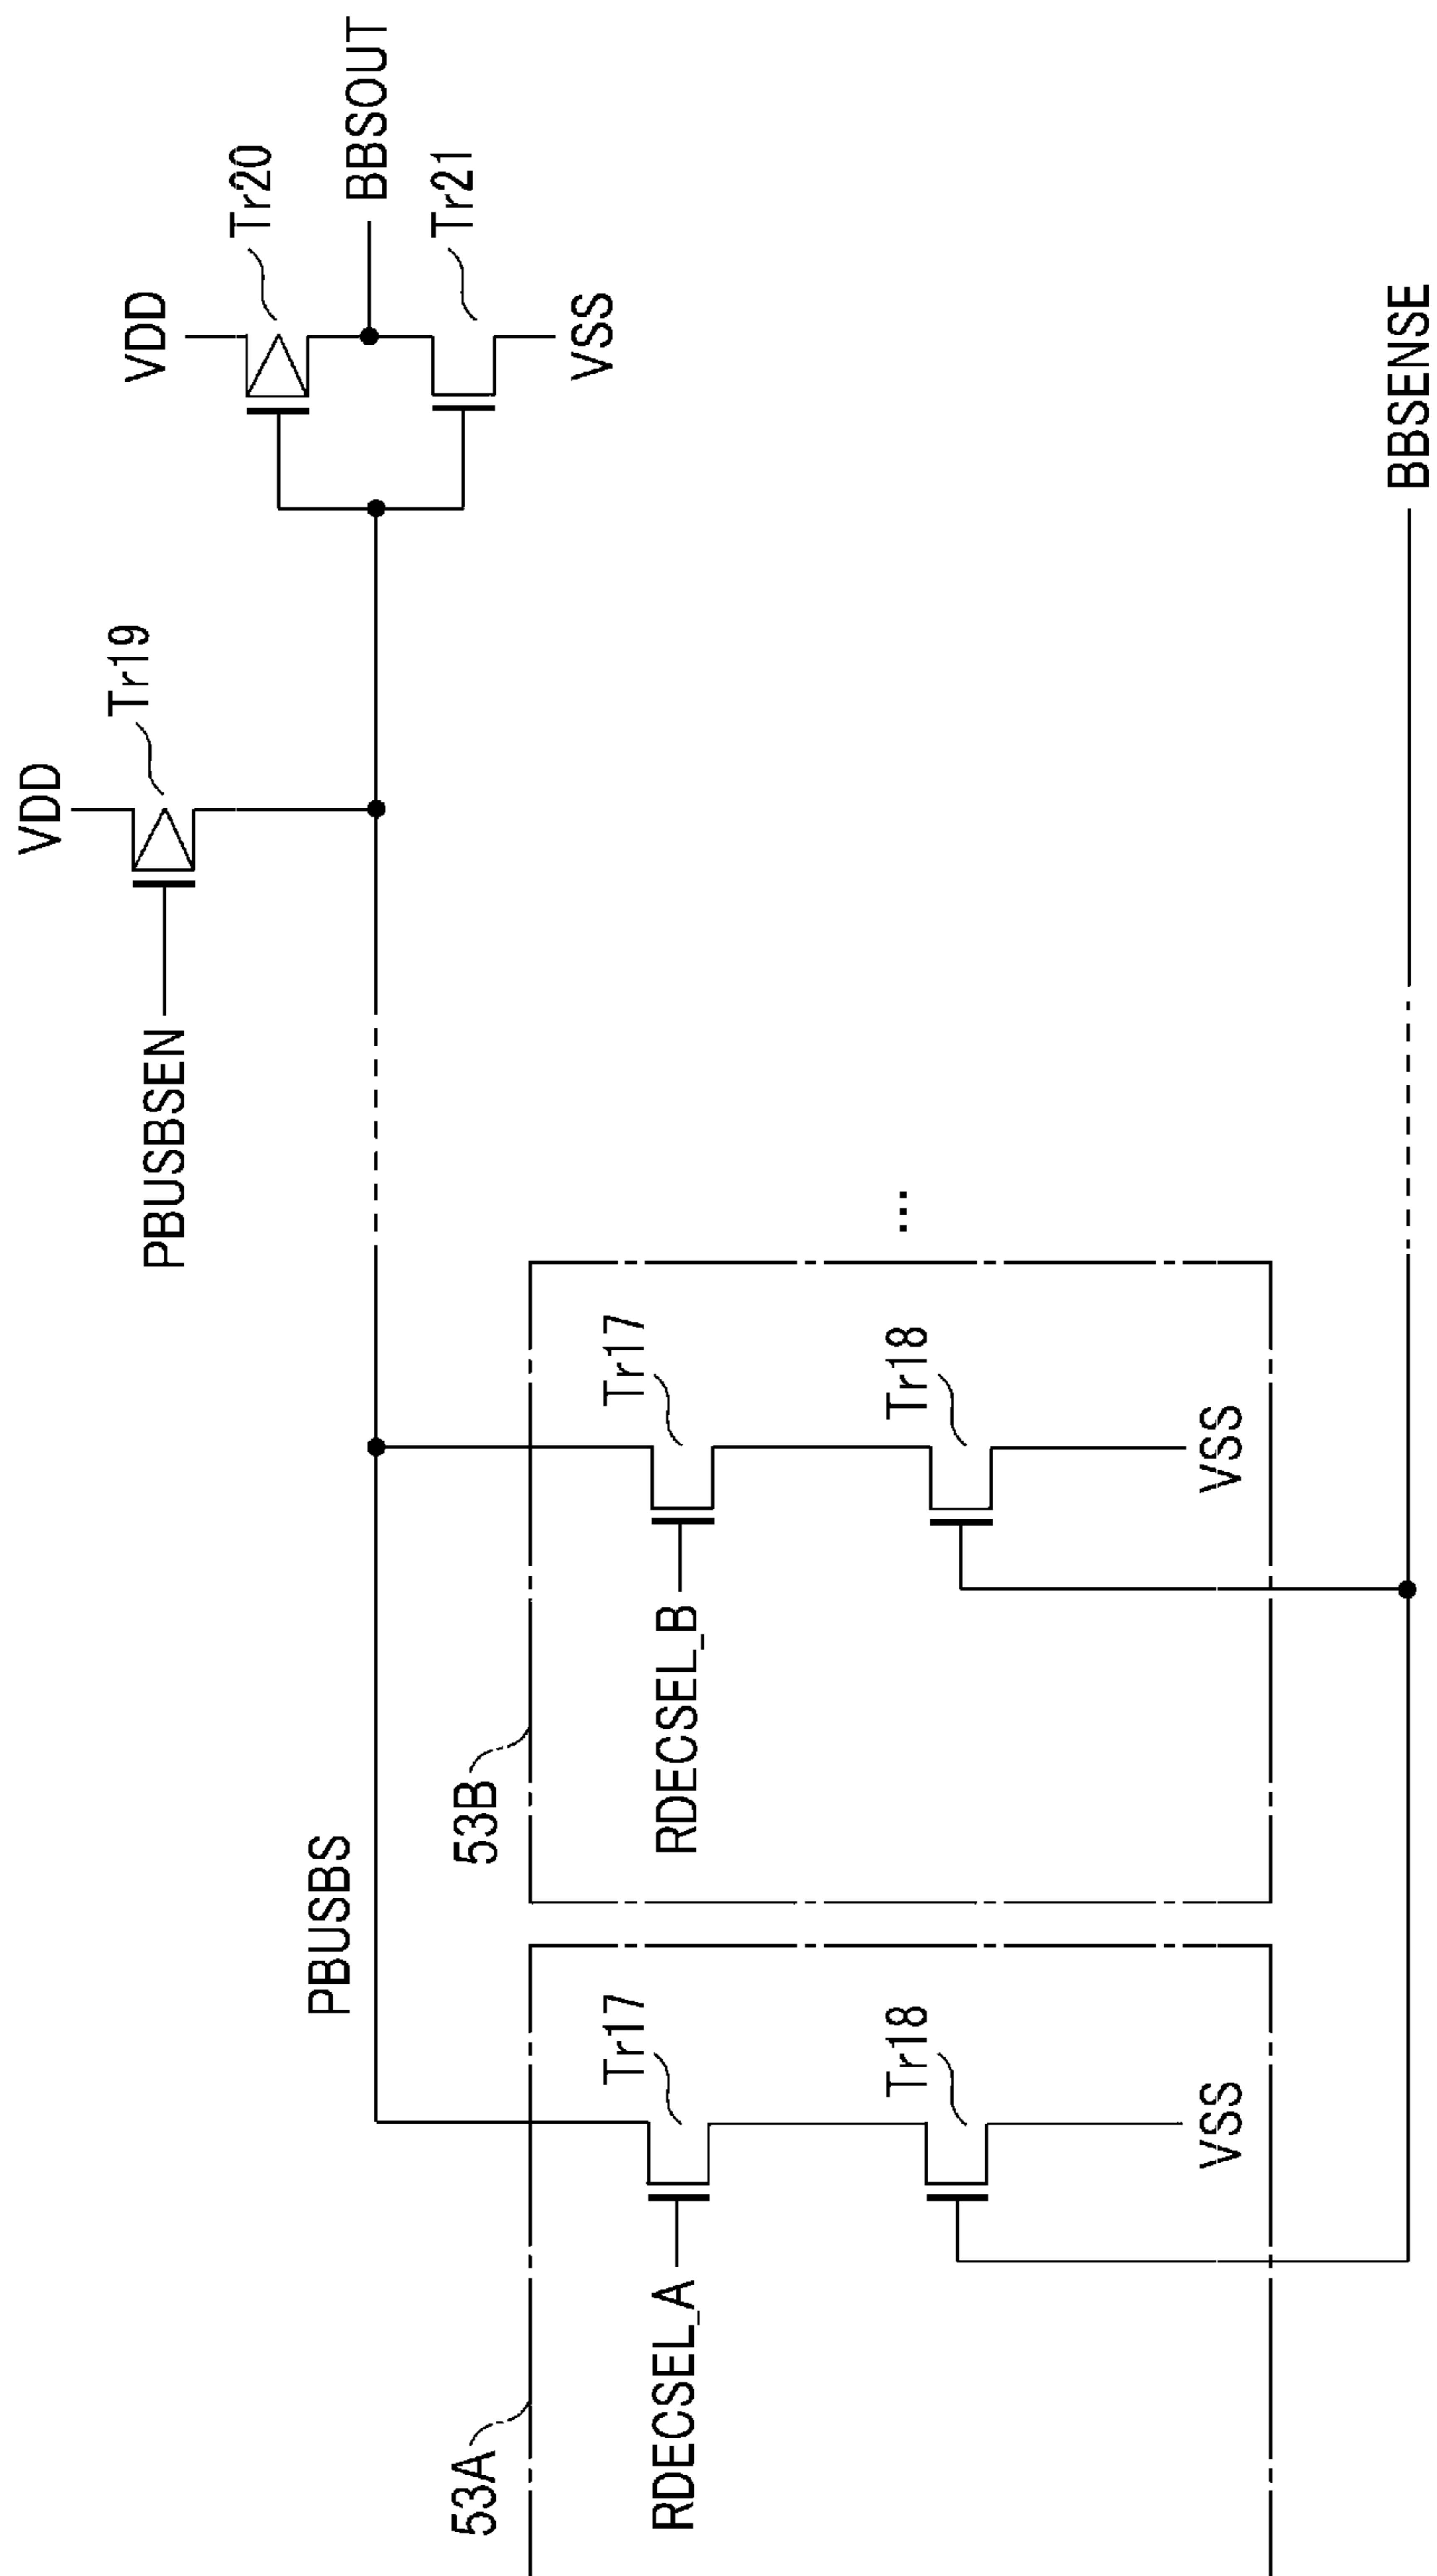 VDD
Tr19
PBUSBSEN
VDD
Tr20
BBSOUT
Tr21
VSS
PBUSBS
53A
RDECSEL_A
Tr17
Tr18
VSS
53B
RDECSEL_B
Tr17
Tr18
VSS
...
BBSENSE